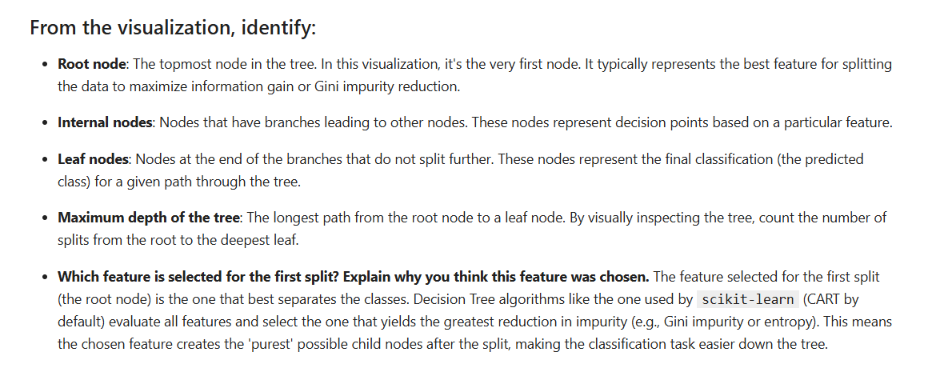 From the visualization, identify:
• Root node: The topmost node in the tree. In this visualization, it's the very first node. It typically represents the best feature for splitting
the data to maximize information gain or Gini impurity reduction.
• Internal nodes: Nodes that have branches leading to other nodes. These nodes represent decision points based on a particular feature.
• Leaf nodes: Nodes at the end of the branches that do not split further. These nodes represent the final classification (the predicted
class) for a given path through the tree.
• Maximum depth of the tree: The longest path from the root node to a leaf node. By visually inspecting the tree, count the number of
splits from the root to the deepest leaf.
• Which feature is selected for the first split? Explain why you think this feature was chosen. The feature selected for the first split
(the root node) is the one that best separates the classes. Decision Tree algorithms like the one used by scikit-learn (CART by
default) evaluate all features and select the one that yields the greatest reduction in impurity (e.g., Gini impurity or entropy). This means
the chosen feature creates the 'purest' possible child nodes after the split, making the classification task easier down the tree.